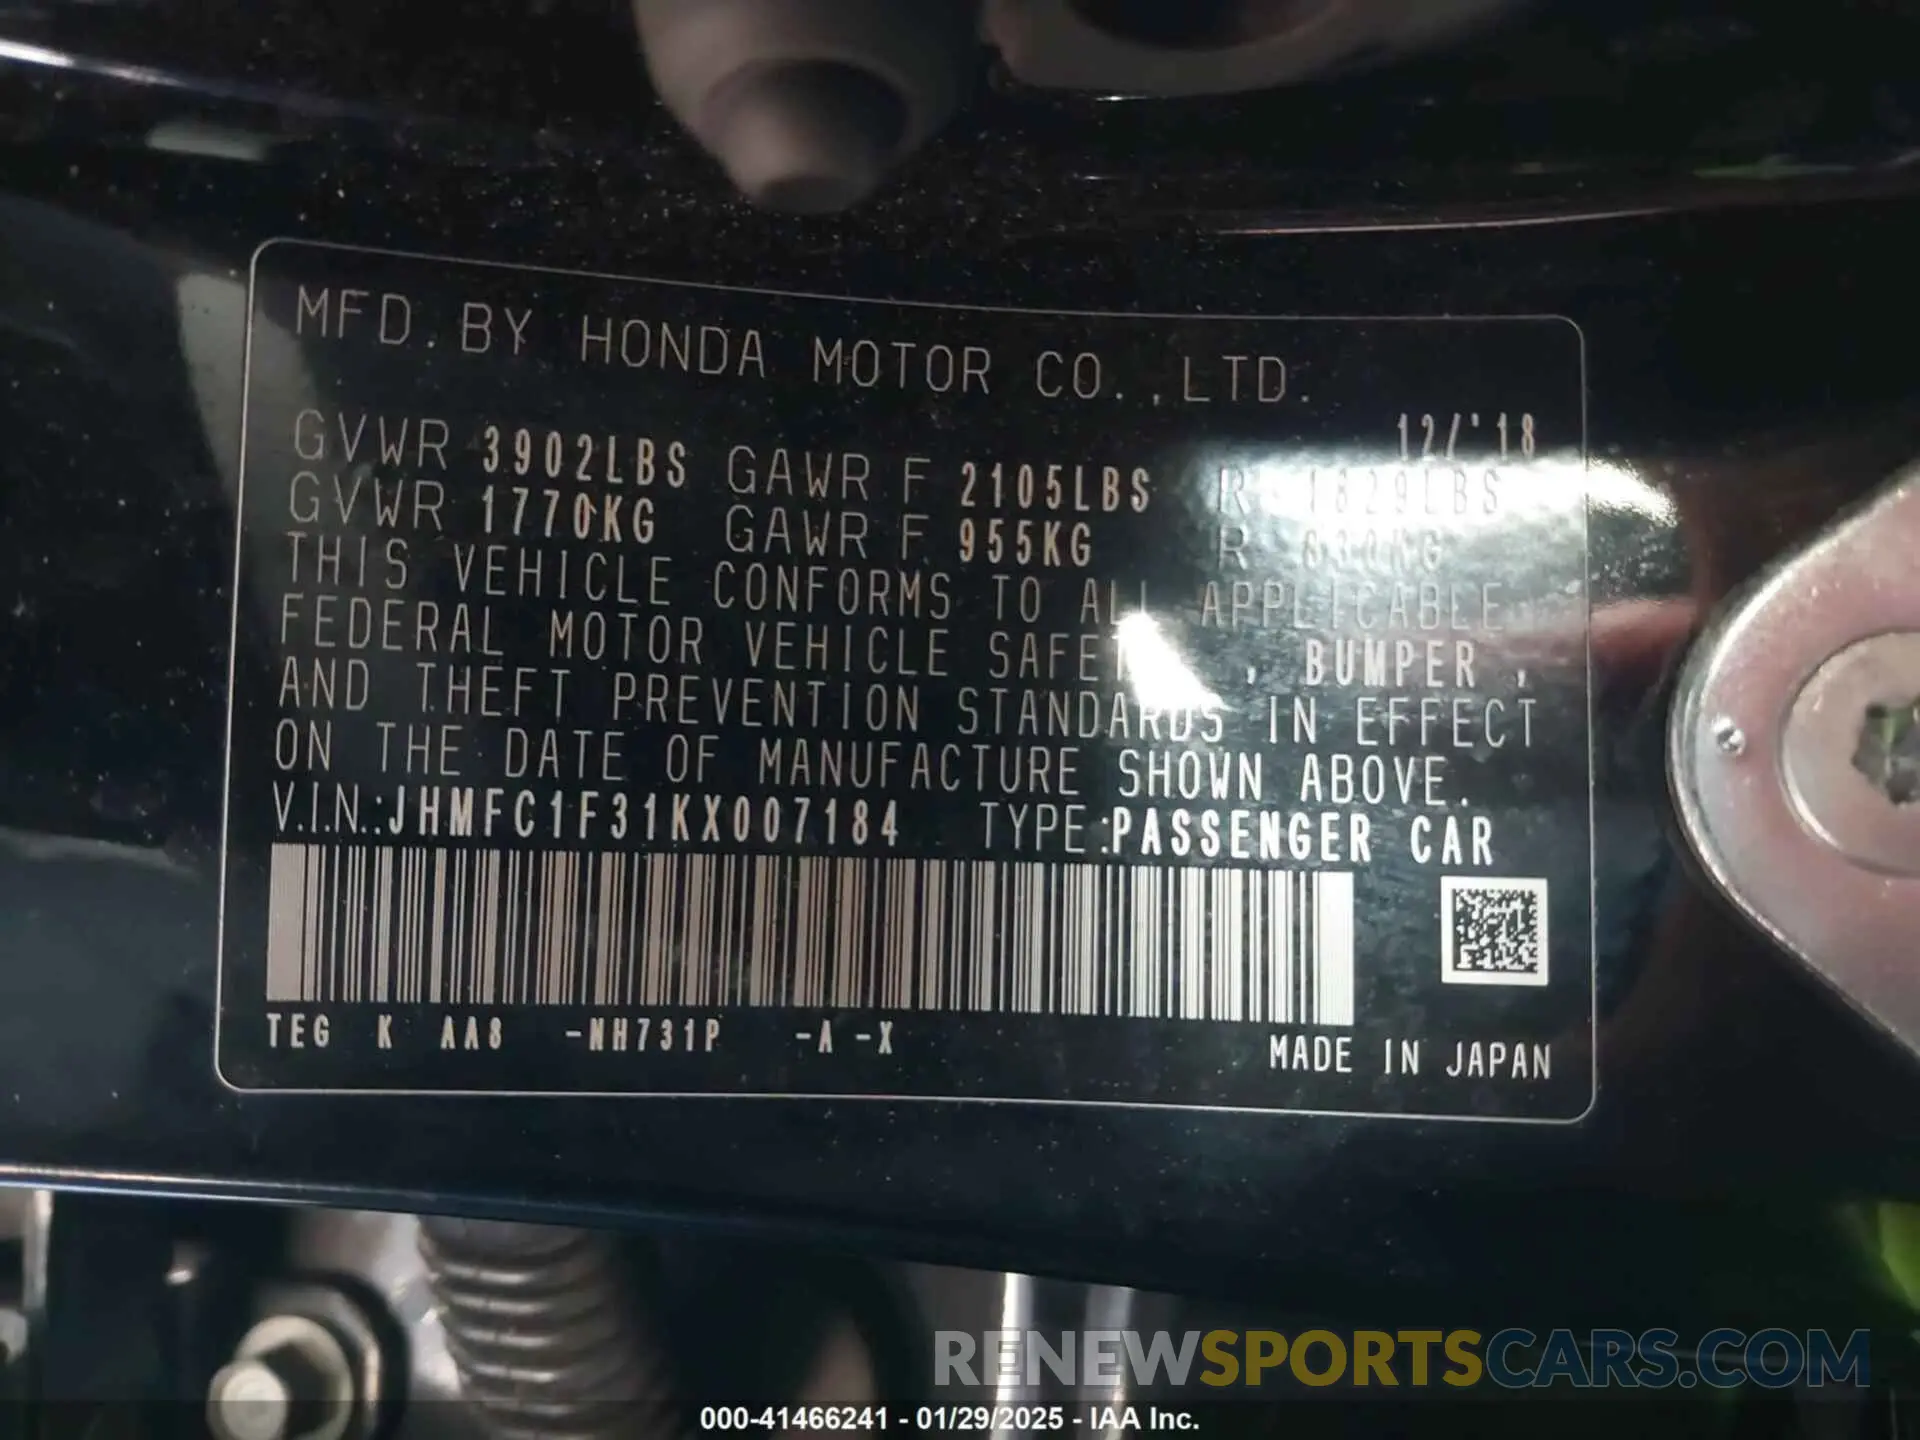 MFD. BY HONDA MOTOR CO.,LTD.
12/'18
GVWR 3902LBS GAWR F 2105LBS R 1829LBS
GVWR 1770KG GAWR F 955KG R 830KG
THIS VEHICLE CONFORMS TO ALL APPLICABLE
FEDERAL MOTOR VEHICLE , BUMPER ,
AND THEFT PREVENTION STANDARDS IN EFFECT
ON THE DATE OF MANUFACTURE SHOWN ABOVE.
V.I.N.:JHMFC1F31KX007184 TYPE:PASSENGER CAR
TEG K AA8 -NH731P -A -X
MADE IN JAPAN
RENEWSPORTSCARS.COM
000-41466241 - 01/29/2025 - IAA Inc.